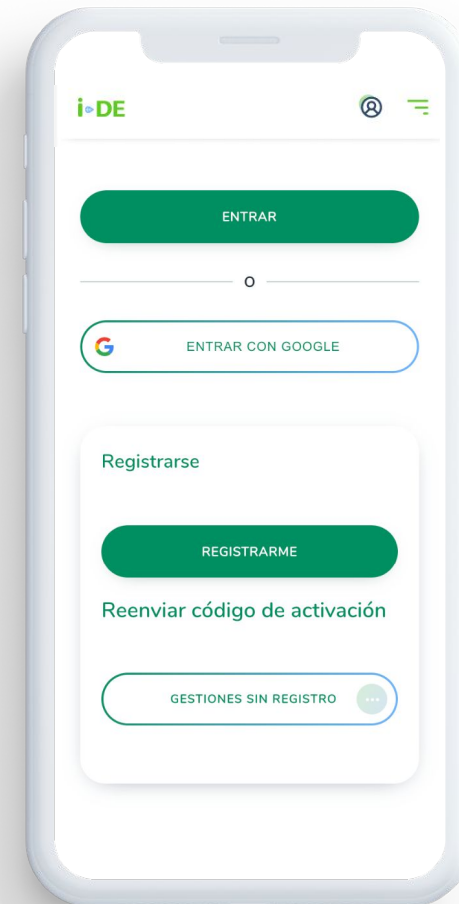 i-DE
ENTRAR
O
ENTRAR CON GOOGLE
Registrarse
REGISTRARME
Reenviar código de activación
GESTIONES SIN REGISTRO